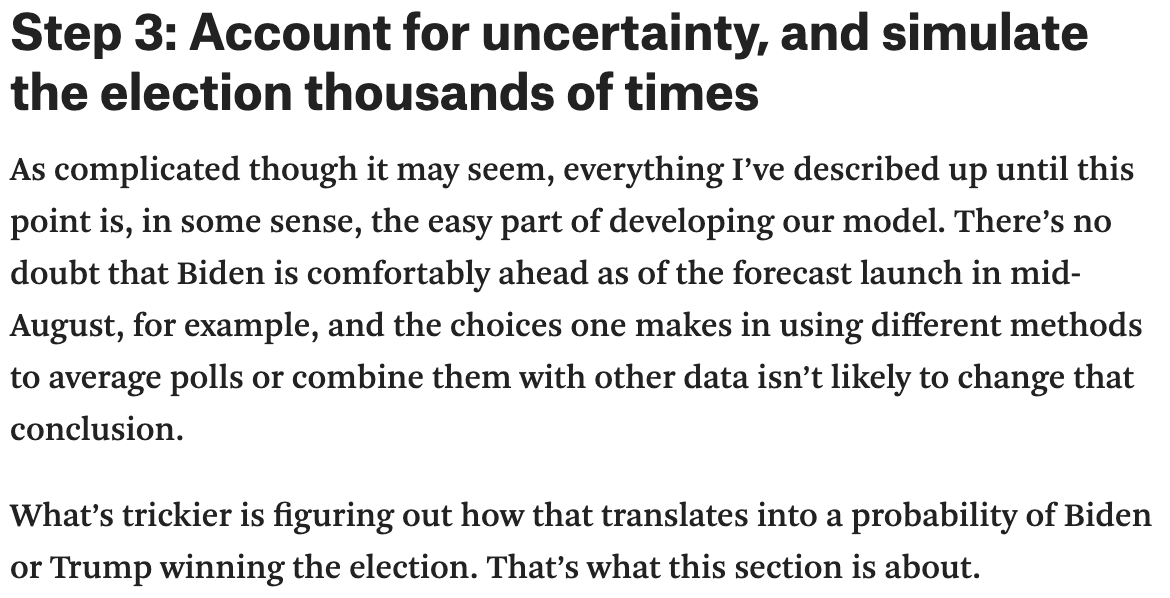 Step 3: Account for uncertainty, and simulate
the election thousands of times
As complicated though it may seem, everything I’ve described up until this
point is, in some sense, the easy part of developing our model. There’s no
doubt that Biden is comfortably ahead as of the forecast launch in mid-
August, for example, and the choices one makes in using different methods
to average polls or combine them with other data isn’t likely to change that
conclusion.
What’s trickier is figuring out how that translates into a probability of Biden
or Trump winning the election. That’s what this section is about.